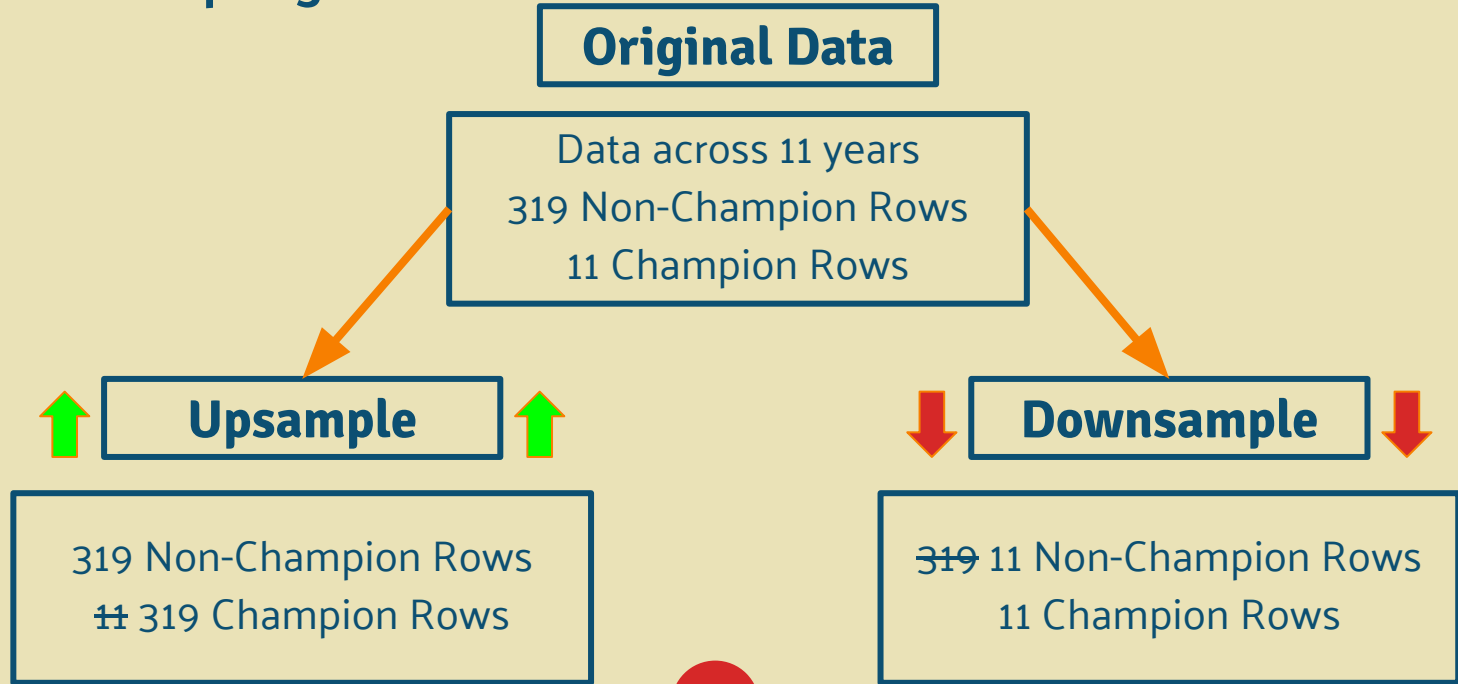 Original Data
Data across 11 years
319 Non-Champion Rows
11 Champion Rows
Upsample
Downsample
319 Non-Champion Rows
11 319 Champion Rows
319 11 Non-Champion Rows
11 Champion Rows